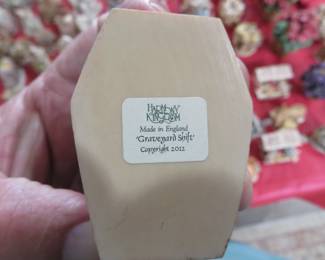 HARMONY
KINGDOM
Made in England
'Graveyard Shift'
Copyright 2012